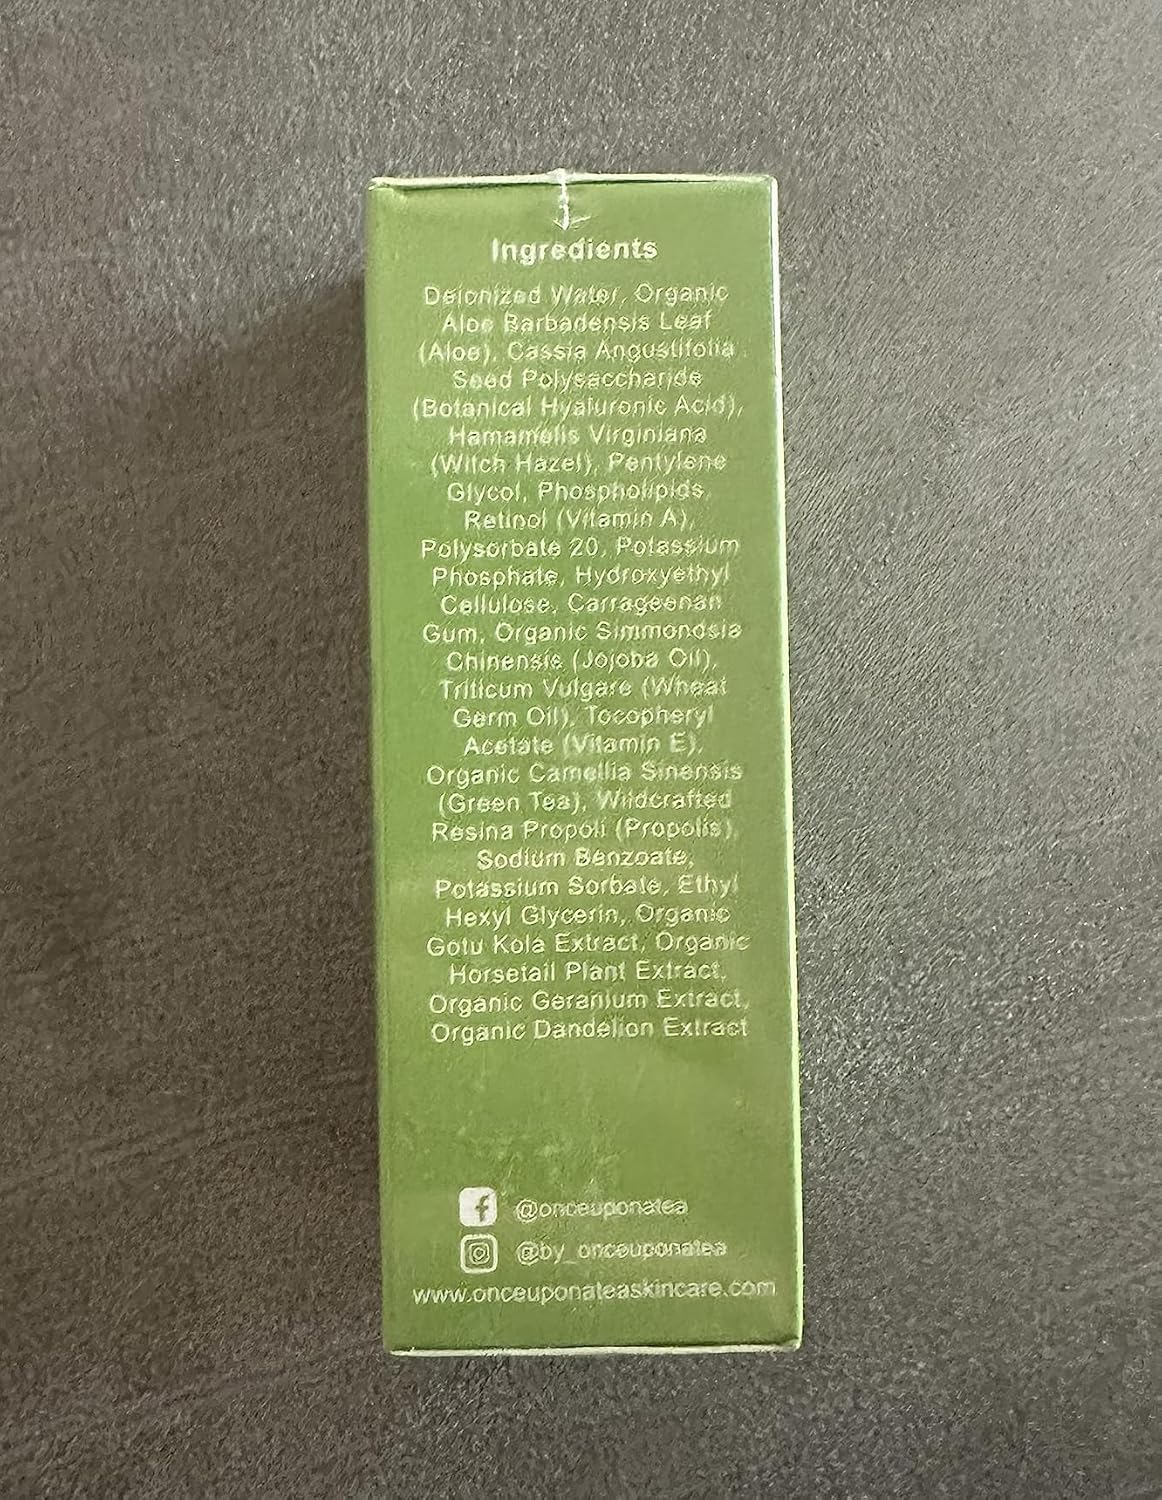 Ingredients
Deionized Water, Organic
Aloe Barbadensis Leaf
(Aloe), Cassia Angustifolia
Seed Polysaccharide
(Botanical Hyaluronic Acid),
Hamamelis Virginiana
(Witch Hazel), Pentylene
Glycol, Phospholipids,
Retinol (Vitamin A),
Polysorbate 20, Potassium
Phosphate, Hydroxyethyl
Cellulose, Carrageenan
Gum, Organic Simmondsia
Chinensis (Jojoba Oil),
Triticum Vulgare (Wheat
Germ Oil), Tocopheryl
Acetate (Vitamin E),
Organic Camellia Sinensis
(Green Tea), Wildcrafted
Resina Propoli (Propolis),
Sodium Benzoate,
Potassium Sorbate, Ethyl
Hexyl Glycerin, Organic
Gotu Kola Extract, Organic
Horsetail Plant Extract,
Organic Geranium Extract,
Organic Dandelion Extract
@onceuponatea
@by_onceuponatea
www.onceuponateaskincare.com